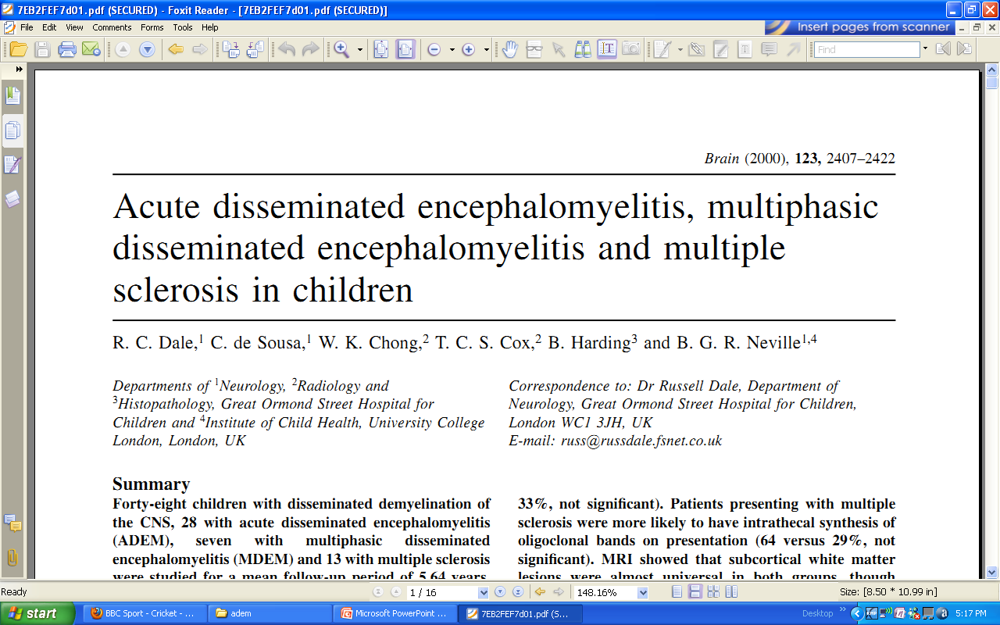 7EB2FEF7d01.pdf (SECURED) - Foxit Reader - [7EB2FEF7d01.pdf (SECURED)]
File Edit View Comments Forms Tools Help
Insert pages from scanner
Find
Brain (2000), 123, 2407–2422
Acute disseminated encephalomyelitis, multiphasic
disseminated encephalomyelitis and multiple
sclerosis in children
R. C. Dale,1 C. de Sousa,1 W. K. Chong,2 T. C. S. Cox,2 B. Harding3 and B. G. R. Neville1,4
Departments of 1Neurology, 2Radiology and
3Histopathology, Great Ormond Street Hospital for
Children and 4Institute of Child Health, University College
London, London, UK
Correspondence to: Dr Russell Dale, Department of
Neurology, Great Ormond Street Hospital for Children,
London WC1 3JH, UK
E-mail: russ@russdale.fsnet.co.uk
Summary
Forty-eight children with disseminated demyelination of
the CNS, 28 with acute disseminated encephalomyelitis
(ADEM), seven with multiphasic disseminated
encephalomyelitis (MDEM) and 13 with multiple sclerosis
were studied for a mean follow-up period of 5.64 years.
33%, not significant). Patients presenting with multiple
sclerosis were more likely to have intrathecal synthesis of
oligoclonal bands on presentation (64 versus 29%, not
significant). MRI showed that subcortical white matter
lesions were almost universal in both groups, though
Ready
1 / 16
148.16%
Size: [8.50 * 10.99 in]
start
BBC Sport - Cricket - ...
adem
Microsoft PowerPoint ...
7EB2FEF7d01.pdf (S...
Desktop
5:17 PM